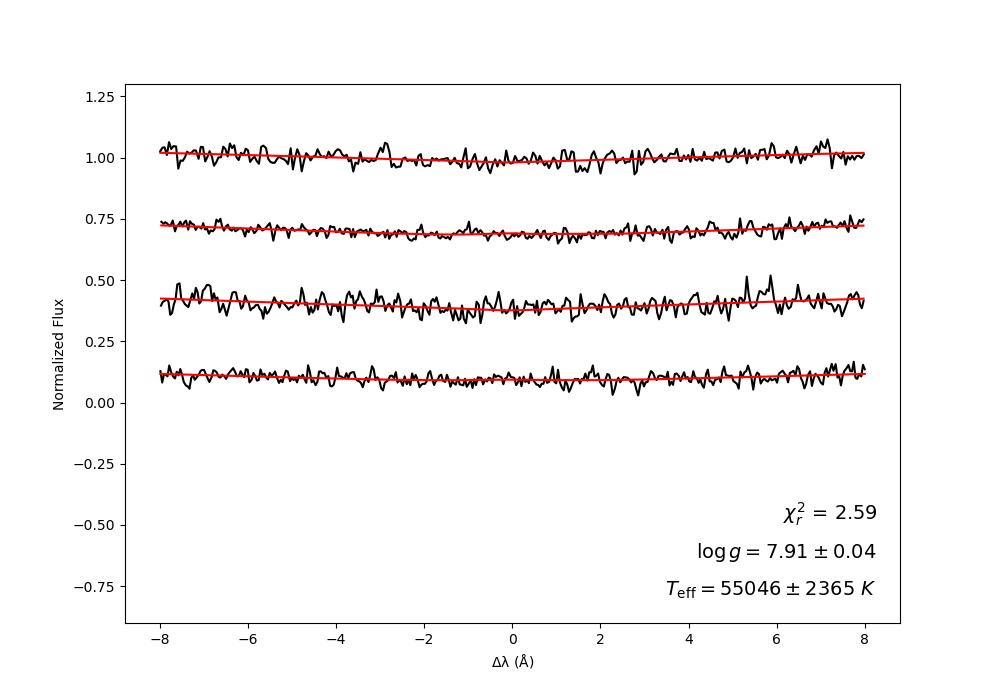 1.25
1.00
0.75
0.50
0.25
0.00
−0.25
−0.50
−0.75
Normalized Flux
χ²ᵣ = 2.59
log g = 7.91 ± 0.04
T_eff = 55046 ± 2365 K
−8 −6 −4 −2 0 2 4 6 8
Δλ (Å)